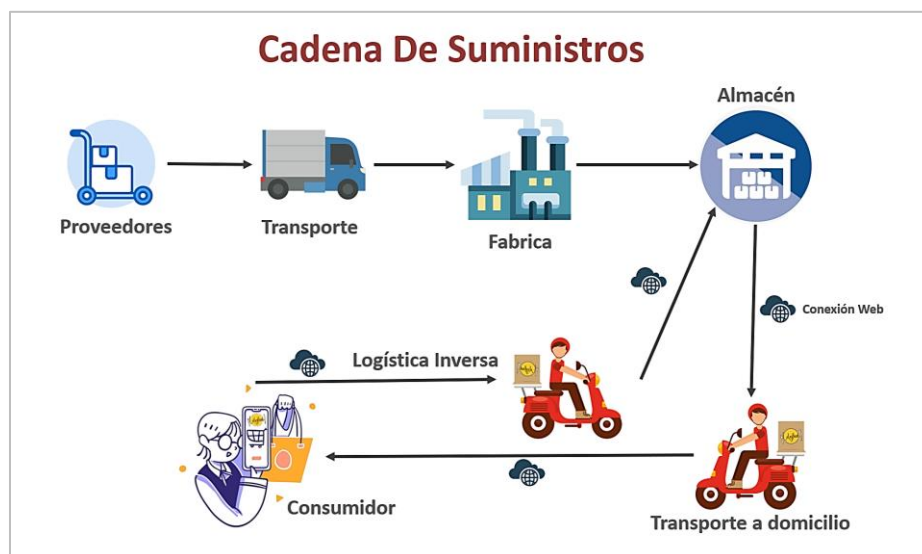 Cadena De Suministros
Almacén
Proveedores
Transporte
Fabrica
Conexión Web
Logística Inversa
Consumidor
Transporte a domicilio